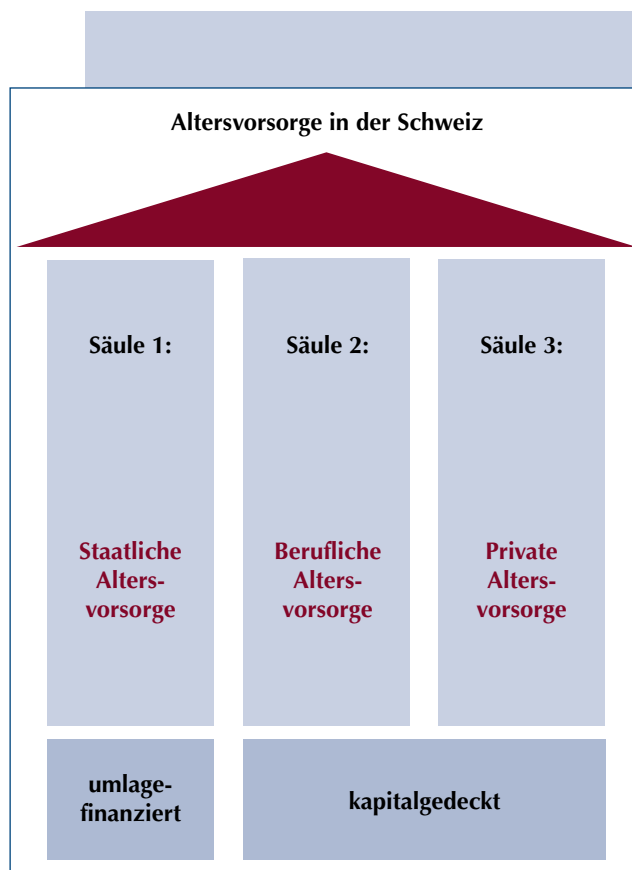 Altersvorsorge in der Schweiz
Säule 1:
Säule 2:
Säule 3:
Staatliche
Alters-
vorsorge
Berufliche
Alters-
vorsorge
Private
Alters-
vorsorge
umlage-
finanziert
kapitalgedeckt